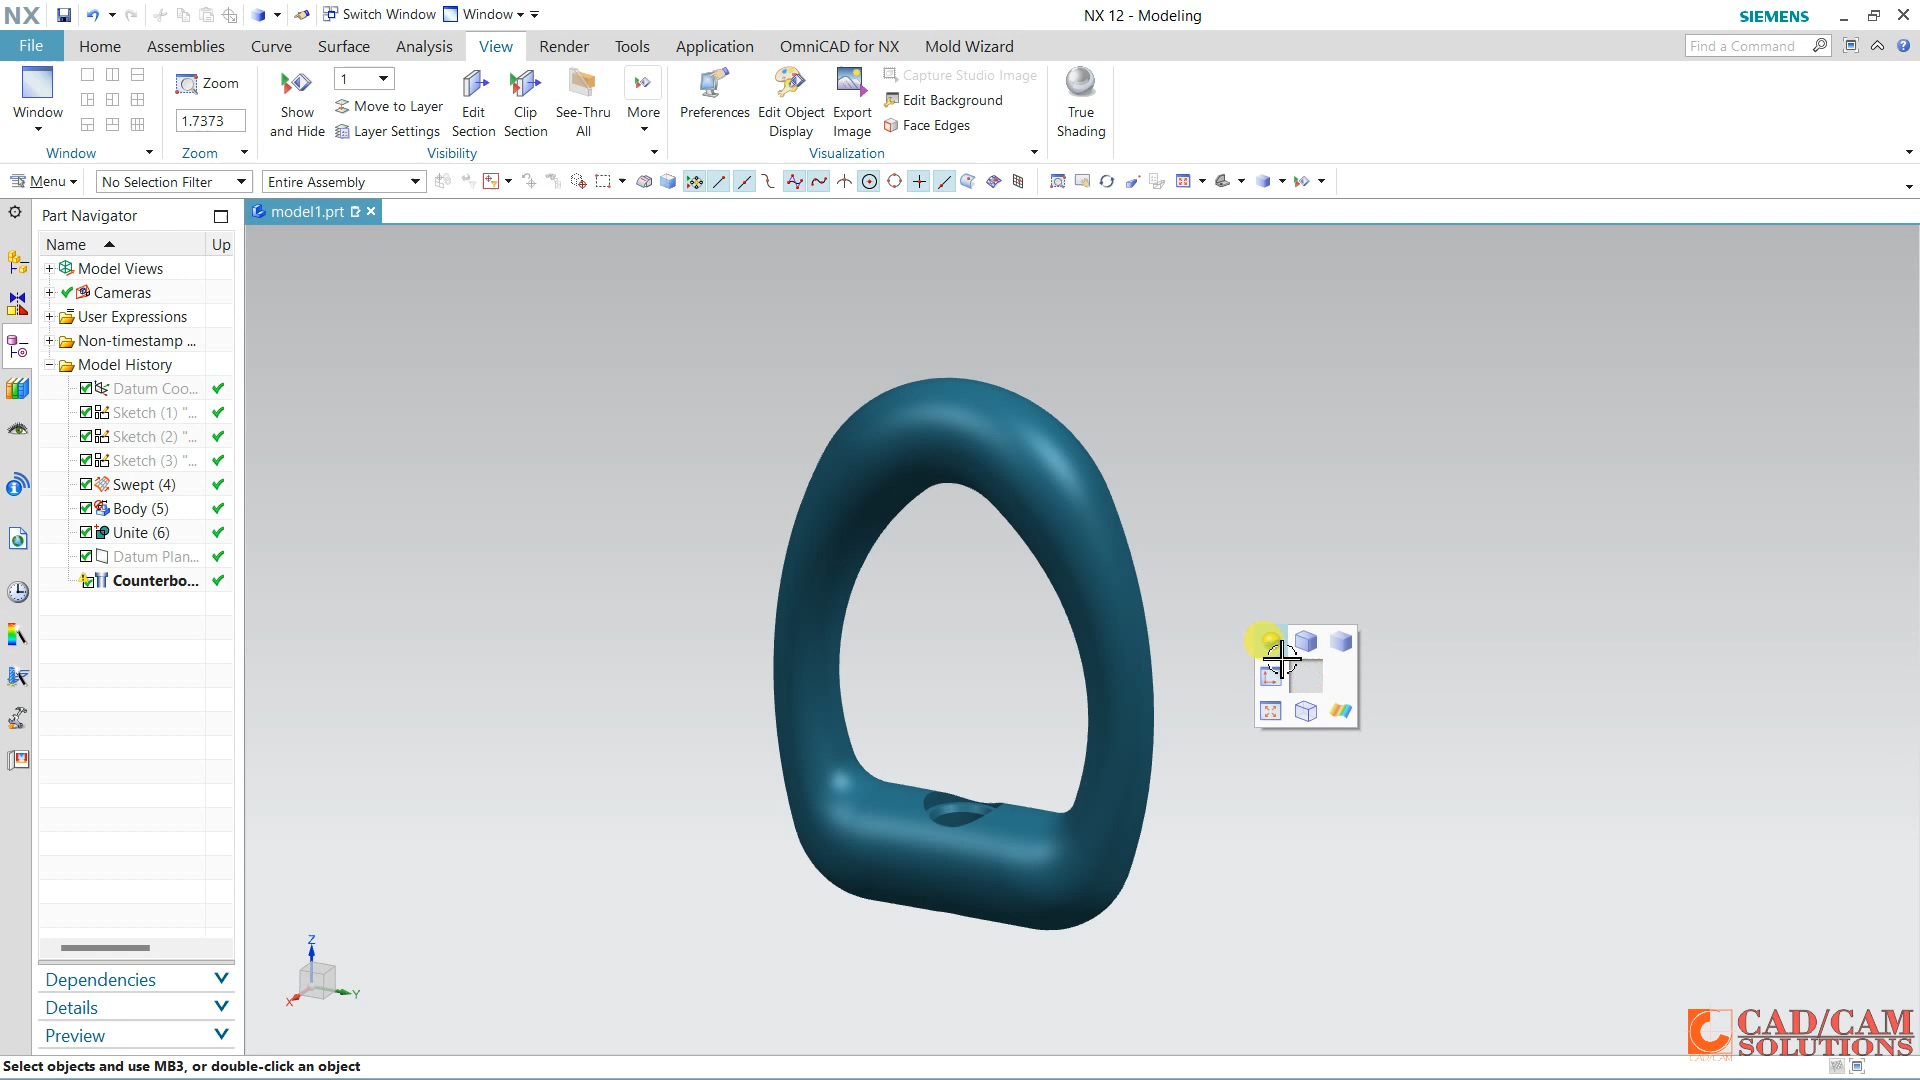 NX Switch Window Window NX 12 - Modeling SIEMENS
File Home Assemblies Curve Surface Analysis View Render Tools Application OmniCAD for NX Mold Wizard Find a Command
Window
Window
Zoom
1.7373
Zoom
Show and Hide
1
Move to Layer
Layer Settings
Edit Section
Clip Section
See-Thru All
More
Visibility
Preferences
Edit Object Display
Export Image
Capture Studio Image
Edit Background
Face Edges
Visualization
True Shading
Menu No Selection Filter Entire Assembly
Part Navigator
model1.prt
Name Up
Model Views
Cameras
User Expressions
Non-timestamp ...
Model History
Datum Coo...
Sketch (1) "...
Sketch (2) "...
Sketch (3) "...
Swept (4)
Body (5)
Unite (6)
Datum Plan...
Counterbo...
Z
X
Y
Dependencies
Details
Preview
CAD/CAM
SOLUTIONS
CAD/CAM
Select objects and use MB3, or double-click an object